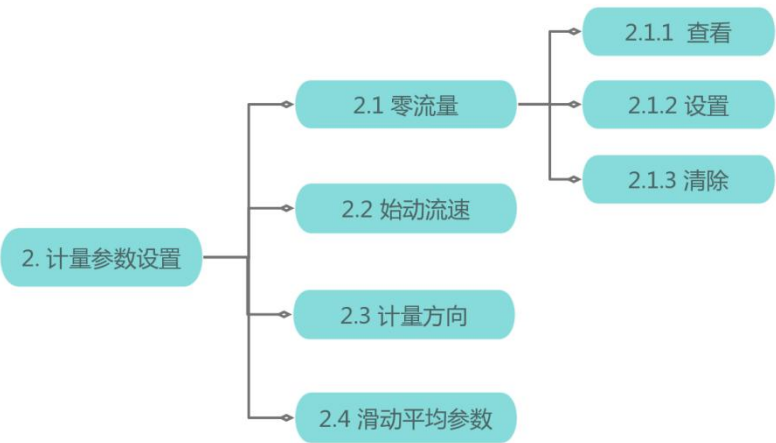 2. 计量参数设置
2.1 零流量
2.1.1 查看
2.1.2 设置
2.1.3 清除
2.2 始动流速
2.3 计量方向
2.4 滑动平均参数